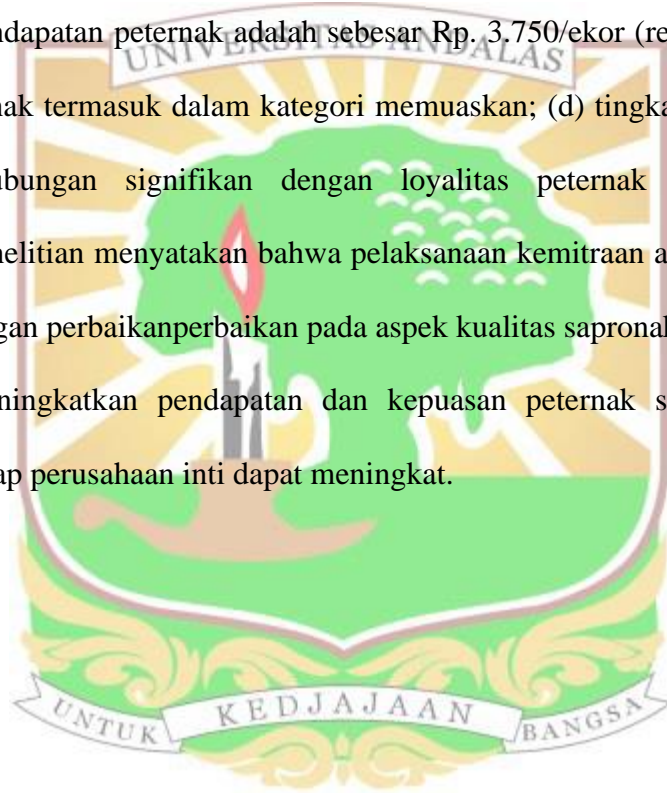 ndapatan peternak adalah sebesar Rp. 3.750/ekor (re
UNIVERSITAS ANDALAS
nak termasuk dalam kategori memuaskan; (d) tingka
ubungan signifikan dengan loyalitas peternak
nelitian menyatakan bahwa pelaksanaan kemitraan a
gan perbaikanperbaikan pada aspek kualitas sapronal
ningkatkan pendapatan dan kepuasan peternak s
ap perusahaan inti dapat meningkat.
UNTUK KEDJAJAAN BANGSA